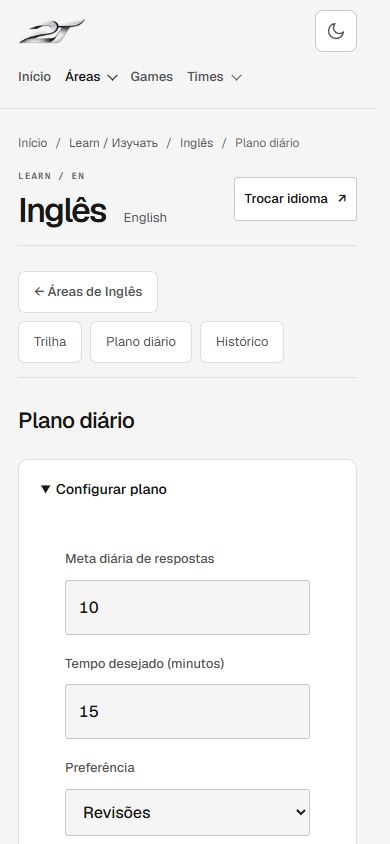 Início Áreas Games Times
Início / Learn / Изучать / Inglês / Plano diário
LEARN / EN
Inglês English
Trocar idioma ↗
← Áreas de Inglês
Trilha Plano diário Histórico
Plano diário
▼ Configurar plano
Meta diária de respostas
10
Tempo desejado (minutos)
15
Preferência
Revisões